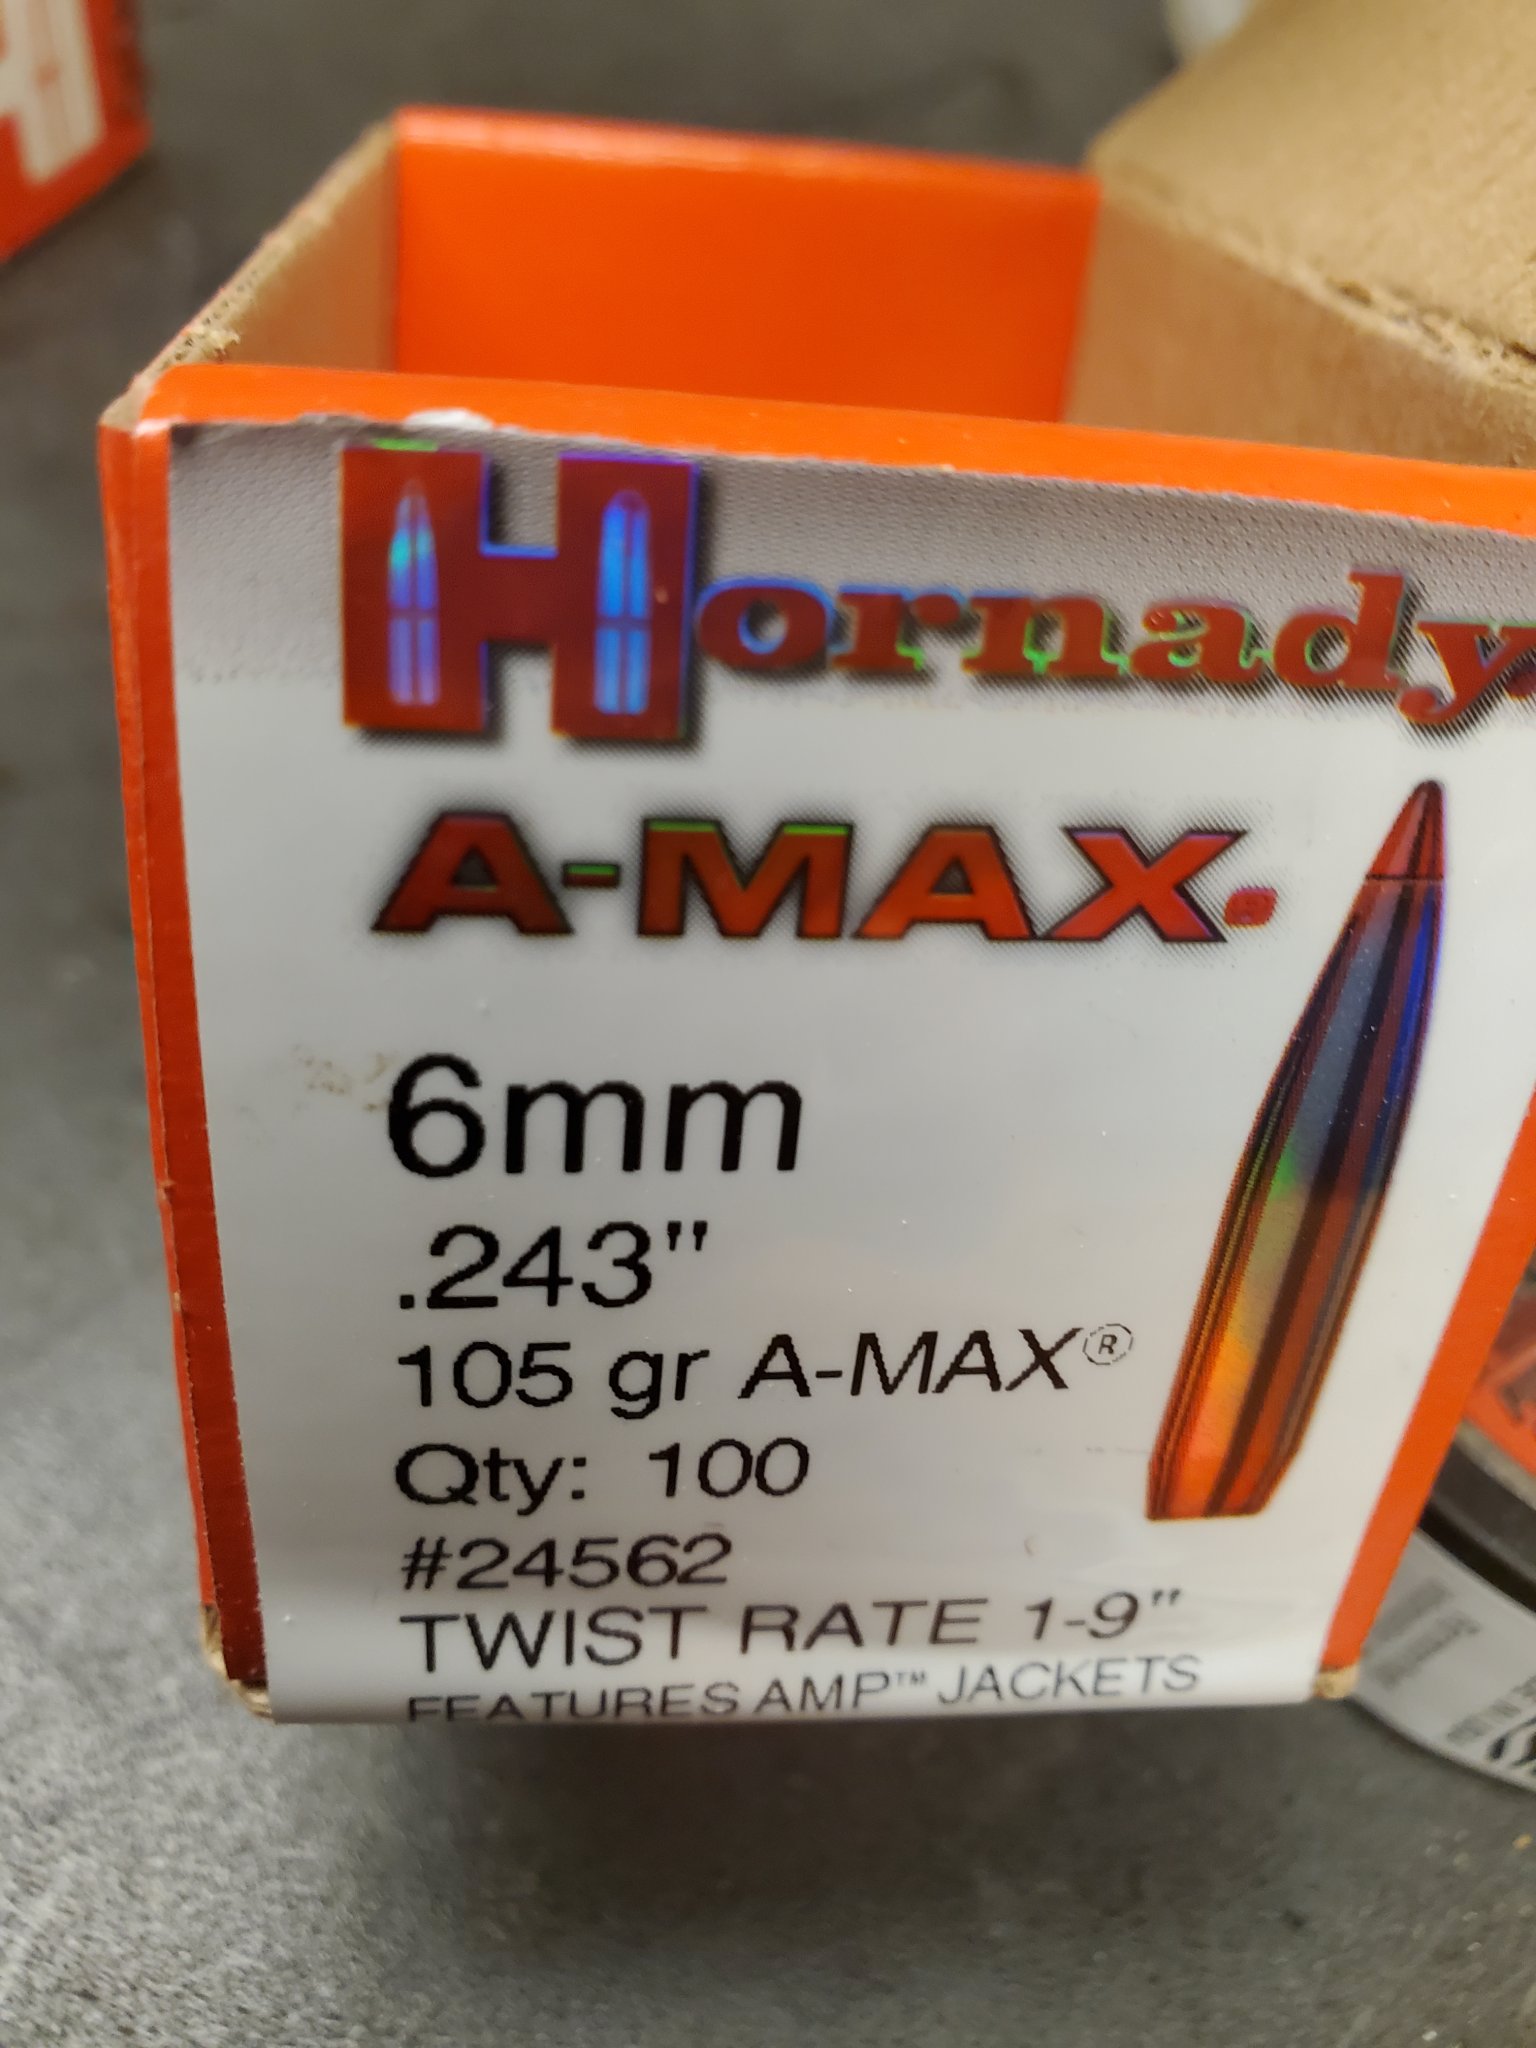 Hornady
A-MAX®
6mm
.243"
105 gr A-MAX®
Qty: 100
#24562
TWIST RATE 1-9"
FEATURES AMP™ JACKETS